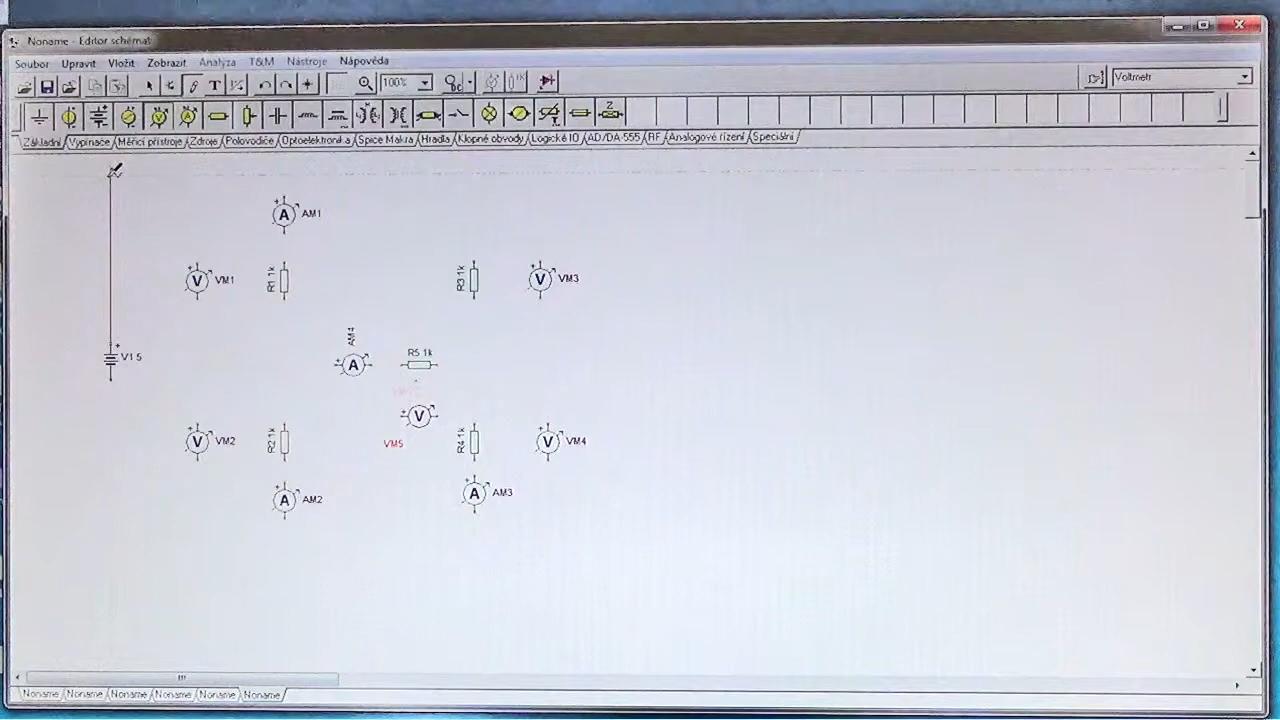 Noname - Editor schémat
Soubor Upravit Vložit Zobrazit Analýza T&M Nástroje Nápověda
T 100% Voltmetr
V A Z
Základní Vypínače Měřicí přístroje Zdroje Polovodiče Optoelektronika Spice Makra Hradla Klopné obvody Logické IO AD/DA-555 RF Analogové řízení Speciální
+ A AM1
+ V VM1 R1 1k R3 1k + V VM3
AM4
+ V1 5 + A R5 1k
+ V
+ V VM2 R2 1k VM5 R4 1k + V VM4
+ A AM2 + A AM3
Noname Noname Noname Noname Noname Noname